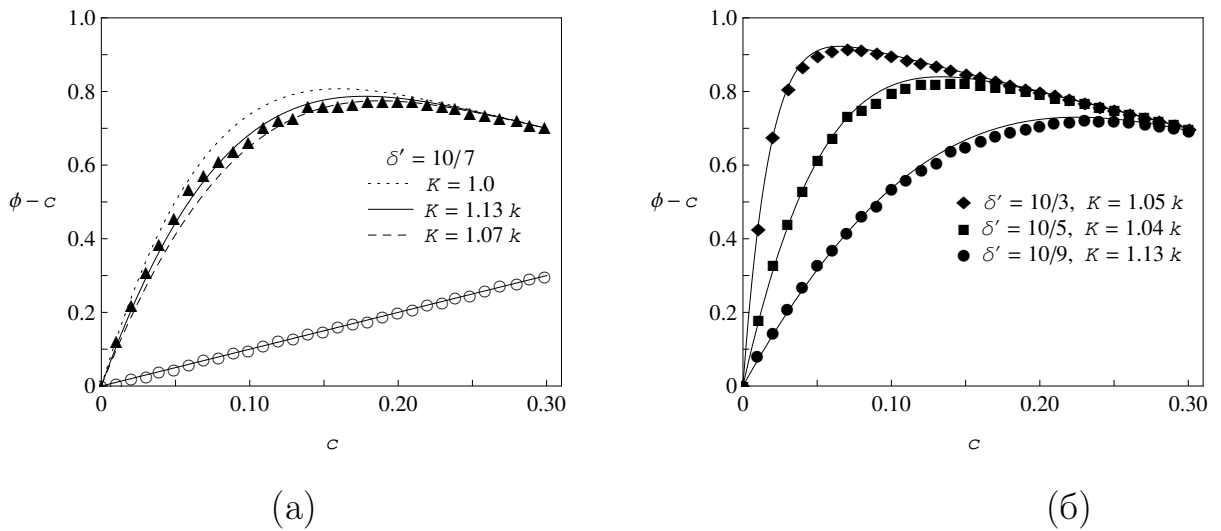 1.0
0.8
0.6
0.4
0.2
0
ϕ − c
δ′ = 10/7
K = 1.0
K = 1.13 k
K = 1.07 k
0 0.10 0.20 0.30
c
(а)
1.0
0.8
0.6
0.4
0.2
0
ϕ − c
δ′ = 10/3, K = 1.05 k
δ′ = 10/5, K = 1.04 k
δ′ = 10/9, K = 1.13 k
0 0.10 0.20 0.30
c
(б)